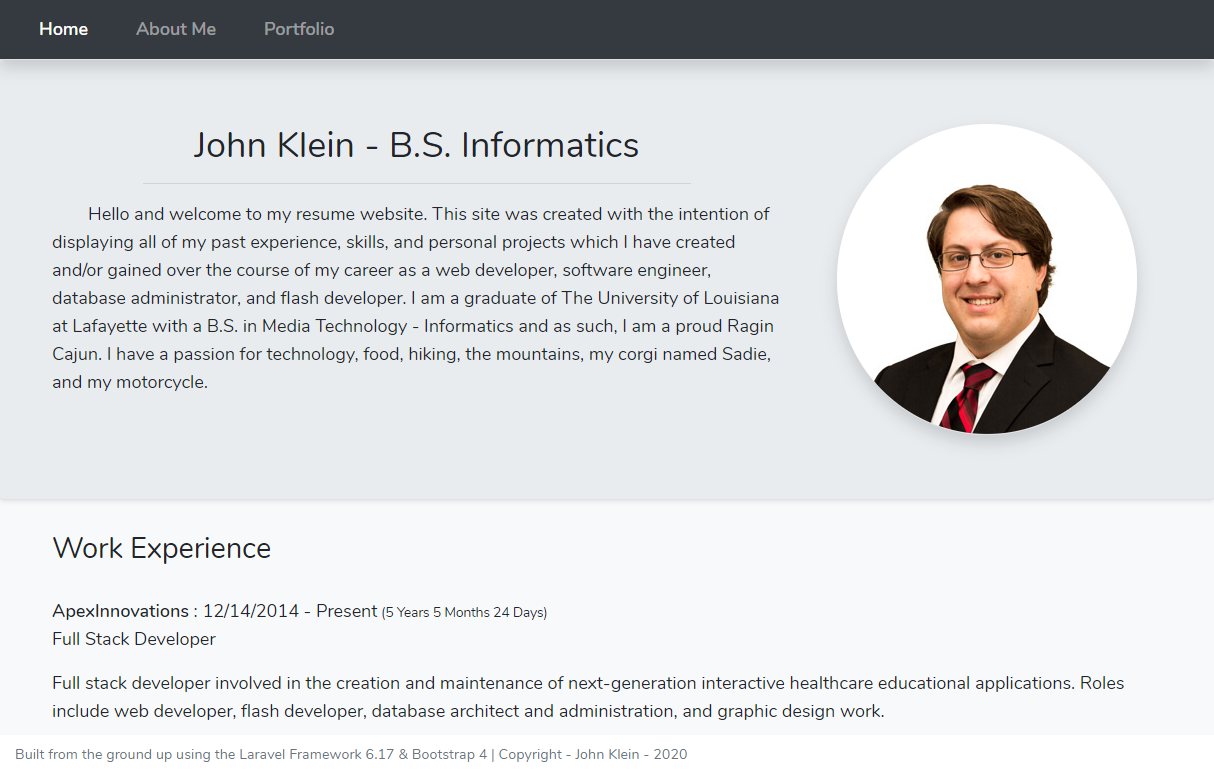 Home About Me Portfolio
John Klein - B.S. Informatics
Hello and welcome to my resume website. This site was created with the intention of
displaying all of my past experience, skills, and personal projects which I have created
and/or gained over the course of my career as a web developer, software engineer,
database administrator, and flash developer. I am a graduate of The University of Louisiana
at Lafayette with a B.S. in Media Technology - Informatics and as such, I am a proud Ragin
Cajun. I have a passion for technology, food, hiking, the mountains, my corgi named Sadie,
and my motorcycle.
Work Experience
ApexInnovations : 12/14/2014 - Present (5 Years 5 Months 24 Days)
Full Stack Developer
Full stack developer involved in the creation and maintenance of next-generation interactive healthcare educational applications. Roles
include web developer, flash developer, database architect and administration, and graphic design work.
Built from the ground up using the Laravel Framework 6.17 & Bootstrap 4 | Copyright - John Klein - 2020